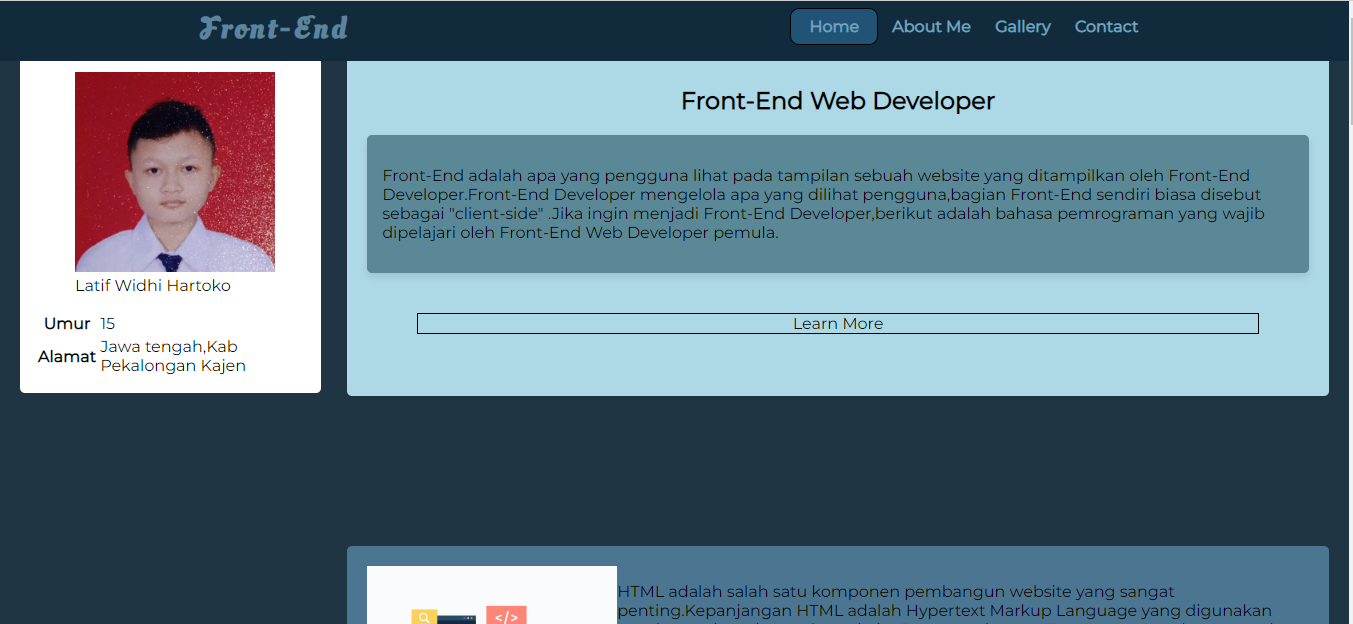 Front-End
Home
About Me
Gallery
Contact
Latif Widhi Hartoko
Umur 15
Alamat Jawa tengah,Kab
Pekalongan Kajen
Front-End Web Developer
Front-End adalah apa yang pengguna lihat pada tampilan sebuah website yang ditampilkan oleh Front-End
Developer.Front-End Developer mengelola apa yang dilihat pengguna,bagian Front-End sendiri biasa disebut
sebagai "client-side" .Jika ingin menjadi Front-End Developer,berikut adalah bahasa pemrograman yang wajib
dipelajari oleh Front-End Web Developer pemula.
Learn More
</>
HTML adalah salah satu komponen pembangun website yang sangat
penting.Kepanjangan HTML adalah Hypertext Markup Language yang digunakan